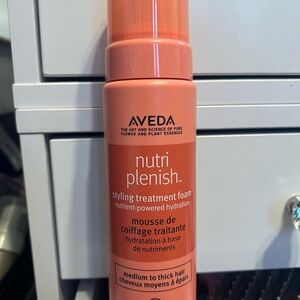 AVEDA
THE ART AND SCIENCE OF PURE
FLOWER AND PLANT ESSENCES
nutri
plenish™
styling treatment foam
nutrient-powered hydration
mousse de
coiffage traitante
hydratation à base
de nutriments
medium to thick hair
cheveux moyens à épais